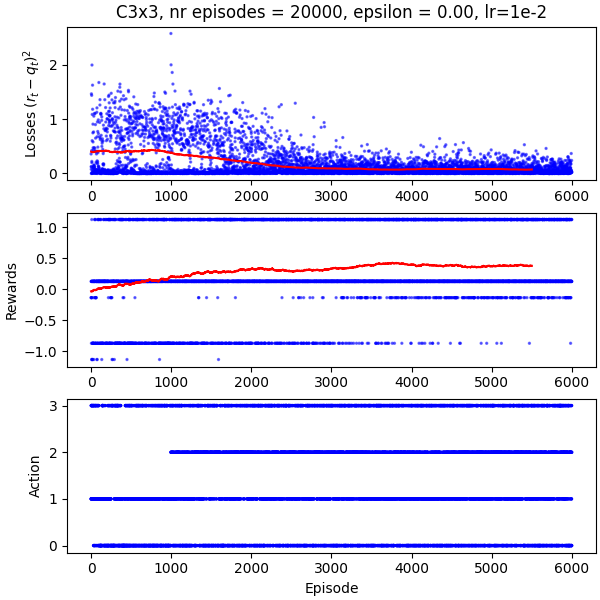 C3x3, nr episodes = 20000, epsilon = 0.00, lr=1e-2
Losses $(r_t - q_t)^2$
2
1
0
0 1000 2000 3000 4000 5000 6000
Rewards
1.0
0.5
0.0
−0.5
−1.0
0 1000 2000 3000 4000 5000 6000
Action
3
2
1
0
0 1000 2000 3000 4000 5000 6000
Episode